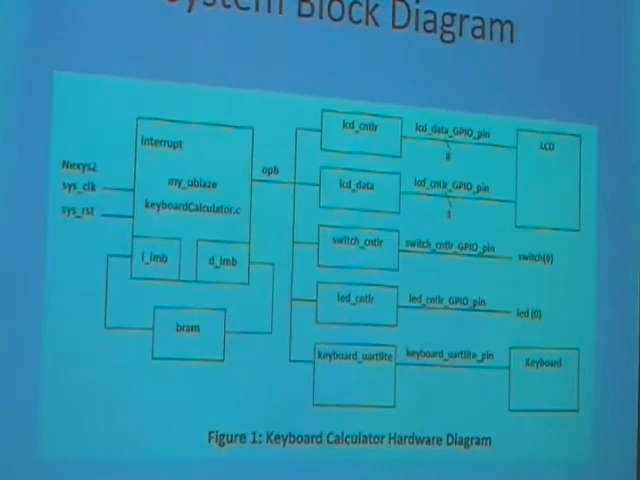 System Block Diagram
Interrupt
my_ublaze
keyboardCalculator.c
Nexys2
sys_clk
sys_rst
i_lmb
d_lmb
bram
opb
lcd_cntlr
lcd_data_GPIO_pin
8
LCD
lcd_data
lcd_cntlr_GPIO_pin
3
switch_cntlr
switch_cntlr_GPIO_pin
switch(0)
led_cntlr
led_cntlr_GPIO_pin
led (0)
keyboard_uartlite
keyboard_uartlite_pin
Keyboard
Figure 1: Keyboard Calculator Hardware Diagram